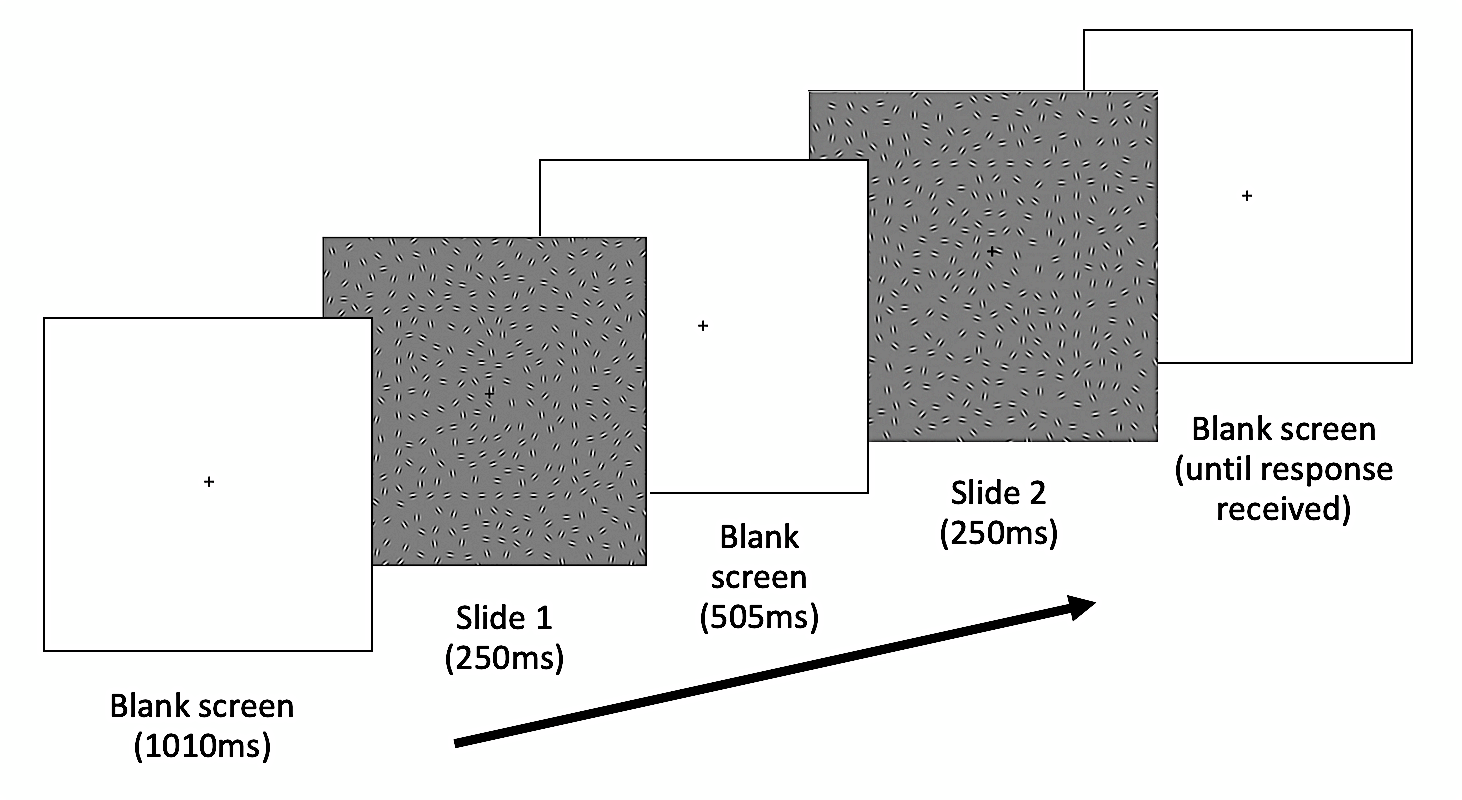 Blank screen
(1010ms)
Slide 1
(250ms)
Blank
screen
(505ms)
Slide 2
(250ms)
Blank screen
(until response
received)